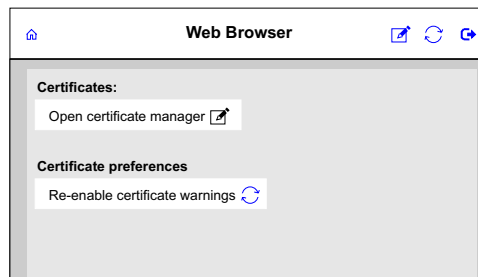 Web Browser
Certificates:
Open certificate manager
Certificate preferences
Re-enable certificate warnings